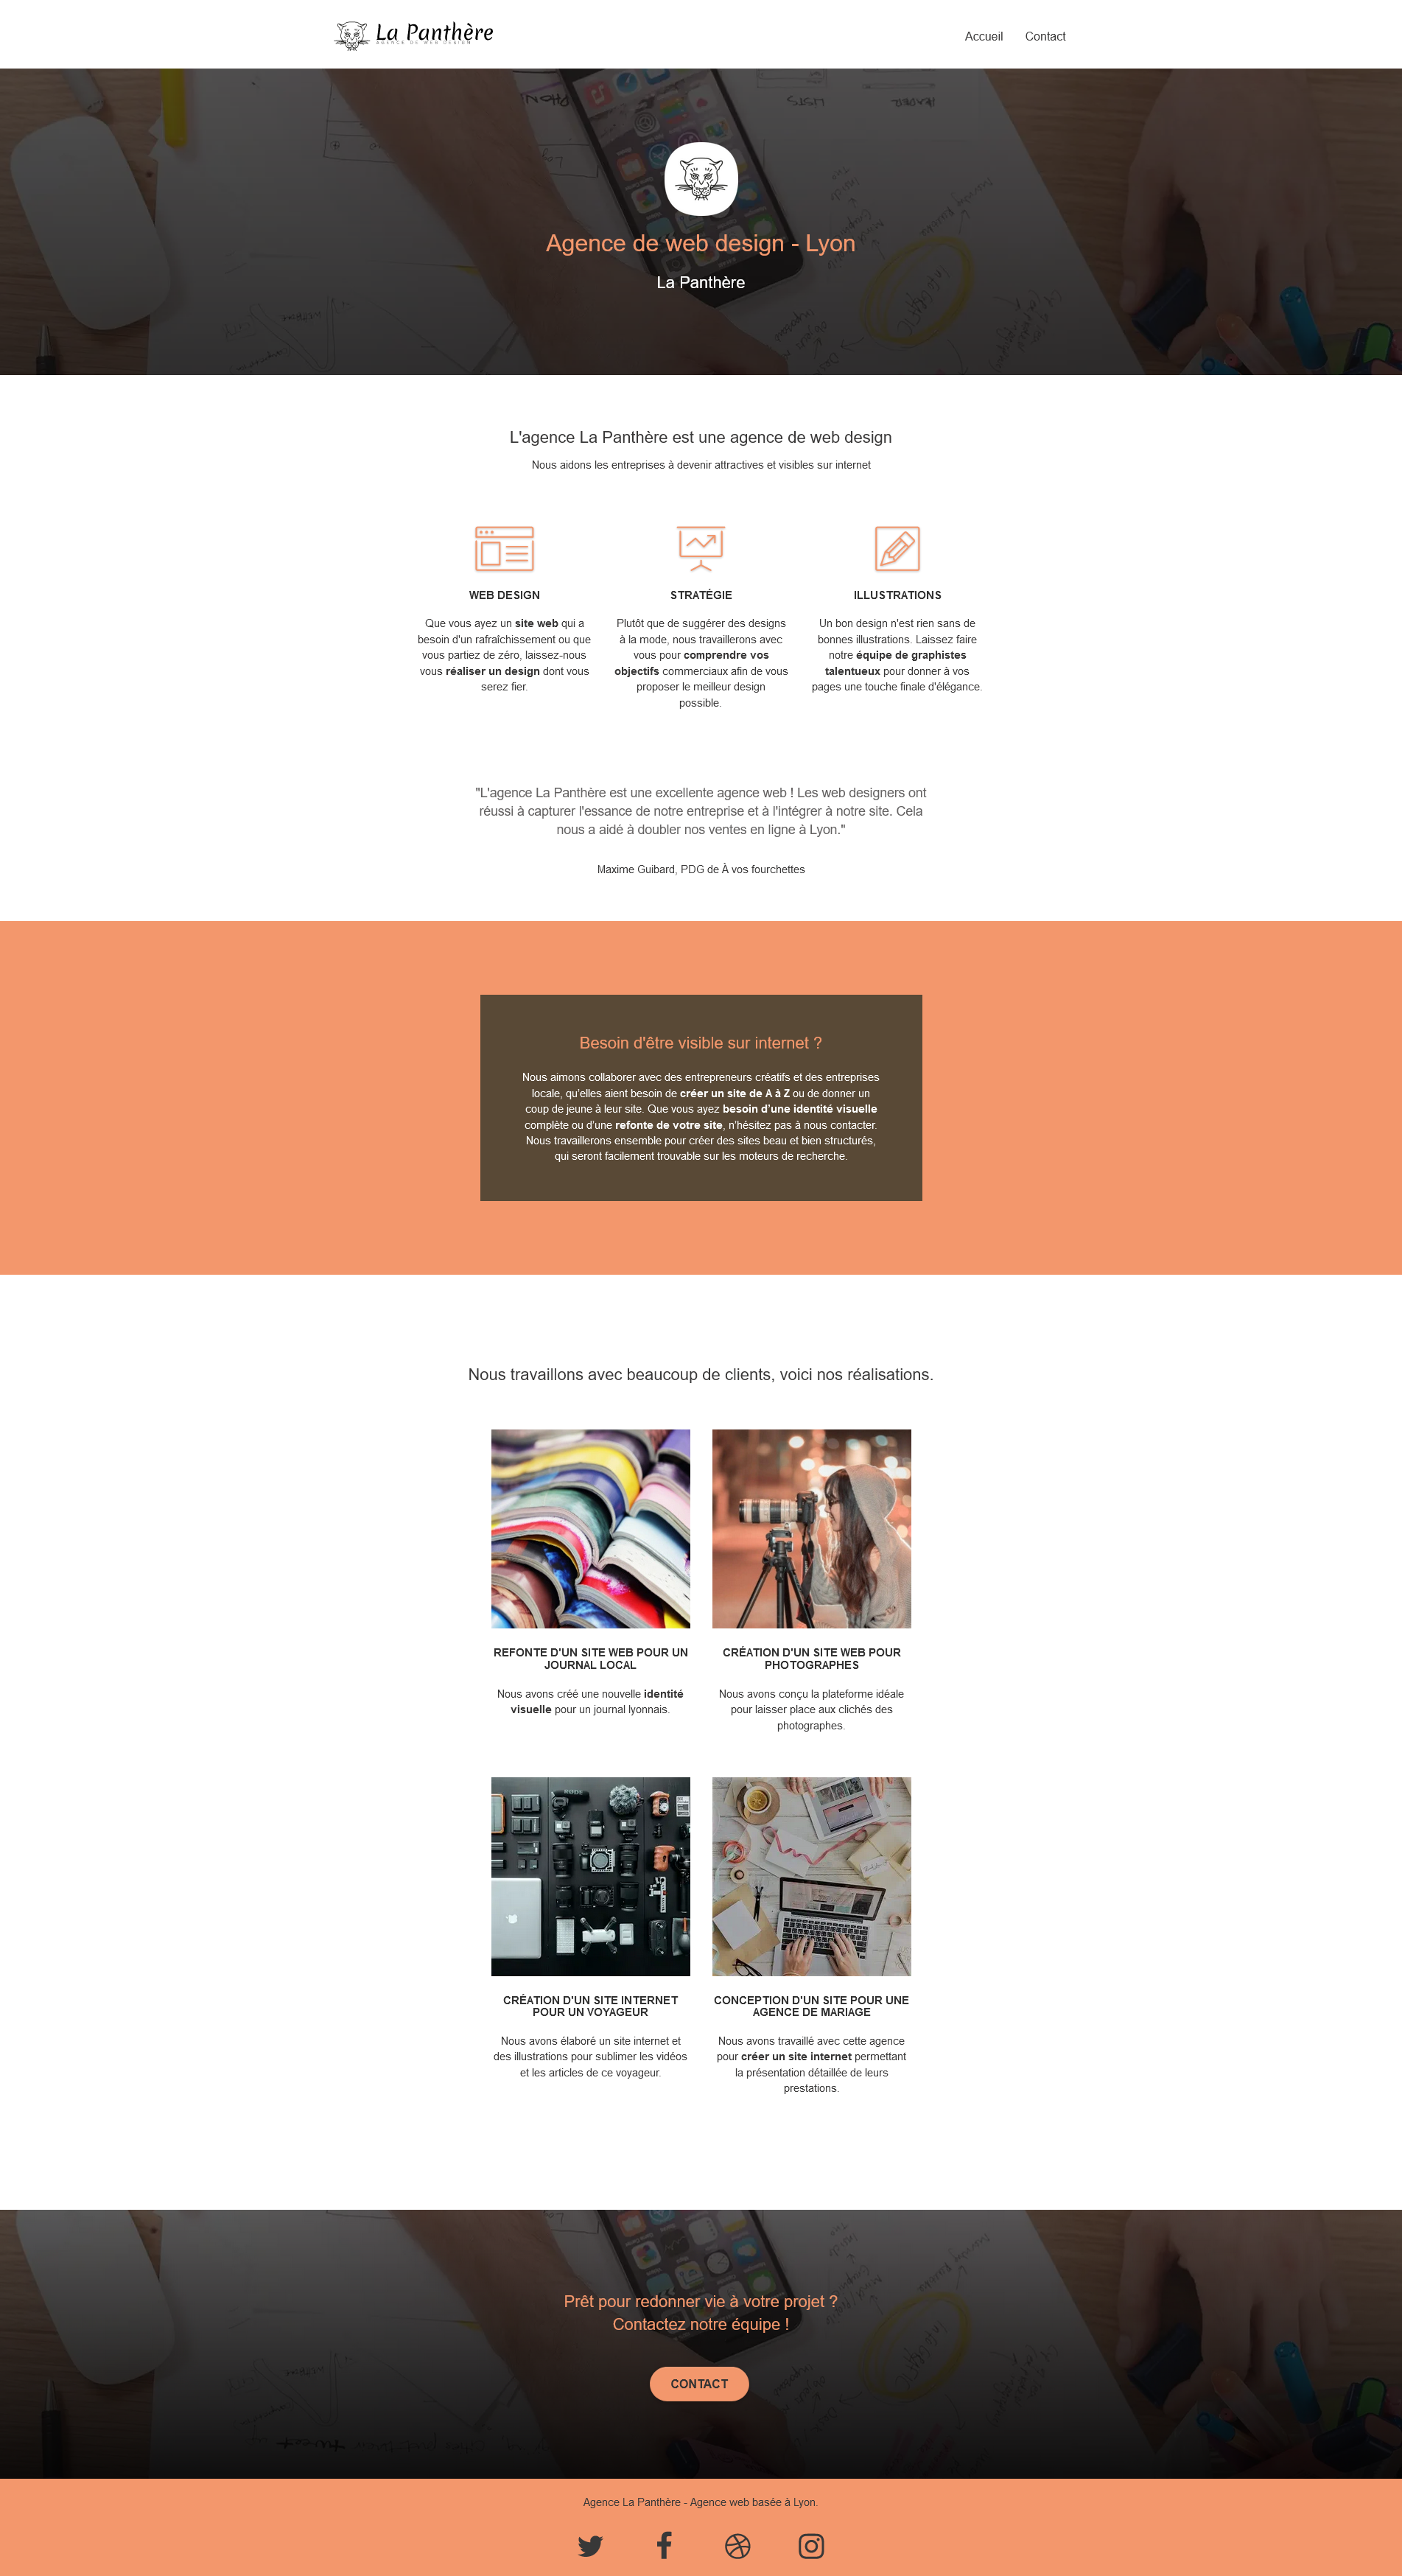 La Panthère
AGENCE DE WEB DESIGN
Accueil Contact
Agence de web design - Lyon
La Panthère
L'agence La Panthère est une agence de web design
Nous aidons les entreprises à devenir attractives et visibles sur internet
WEB DESIGN
Que vous ayez un site web qui a
besoin d'un rafraîchissement ou que
vous partiez de zéro, laissez-nous
vous réaliser un design dont vous
serez fier.
STRATÉGIE
Plutôt que de suggérer des designs
à la mode, nous travaillerons avec
vous pour comprendre vos
objectifs commerciaux afin de vous
proposer le meilleur design
possible.
ILLUSTRATIONS
Un bon design n'est rien sans de
bonnes illustrations. Laissez faire
notre équipe de graphistes
talentueux pour donner à vos
pages une touche finale d'élégance.
"L'agence La Panthère est une excellente agence web ! Les web designers ont
réussi à capturer l'essance de notre entreprise et à l'intégrer à notre site. Cela
nous a aidé à doubler nos ventes en ligne à Lyon."
Maxime Guibard, PDG de À vos fourchettes
Besoin d'être visible sur internet ?
Nous aimons collaborer avec des entrepreneurs créatifs et des entreprises
locale, qu’elles aient besoin de créer un site de A à Z ou de donner un
coup de jeune à leur site. Que vous ayez besoin d’une identité visuelle
complète ou d’une refonte de votre site, n’hésitez pas à nous contacter.
Nous travaillerons ensemble pour créer des sites beau et bien structurés,
qui seront facilement trouvable sur les moteurs de recherche.
Nous travaillons avec beaucoup de clients, voici nos réalisations.
REFONTE D'UN SITE WEB POUR UN
JOURNAL LOCAL
Nous avons créé une nouvelle identité
visuelle pour un journal lyonnais.
CRÉATION D'UN SITE WEB POUR
PHOTOGRAPHES
Nous avons conçu la plateforme idéale
pour laisser place aux clichés des
photographes.
CRÉATION D'UN SITE INTERNET
POUR UN VOYAGEUR
Nous avons élaboré un site internet et
des illustrations pour sublimer les vidéos
et les articles de ce voyageur.
CONCEPTION D'UN SITE POUR UNE
AGENCE DE MARIAGE
Nous avons travaillé avec cette agence
pour créer un site internet permettant
la présentation détaillée de leurs
prestations.
Prêt pour redonner vie à votre projet ?
Contactez notre équipe !
CONTACT
Agence La Panthère - Agence web basée à Lyon.